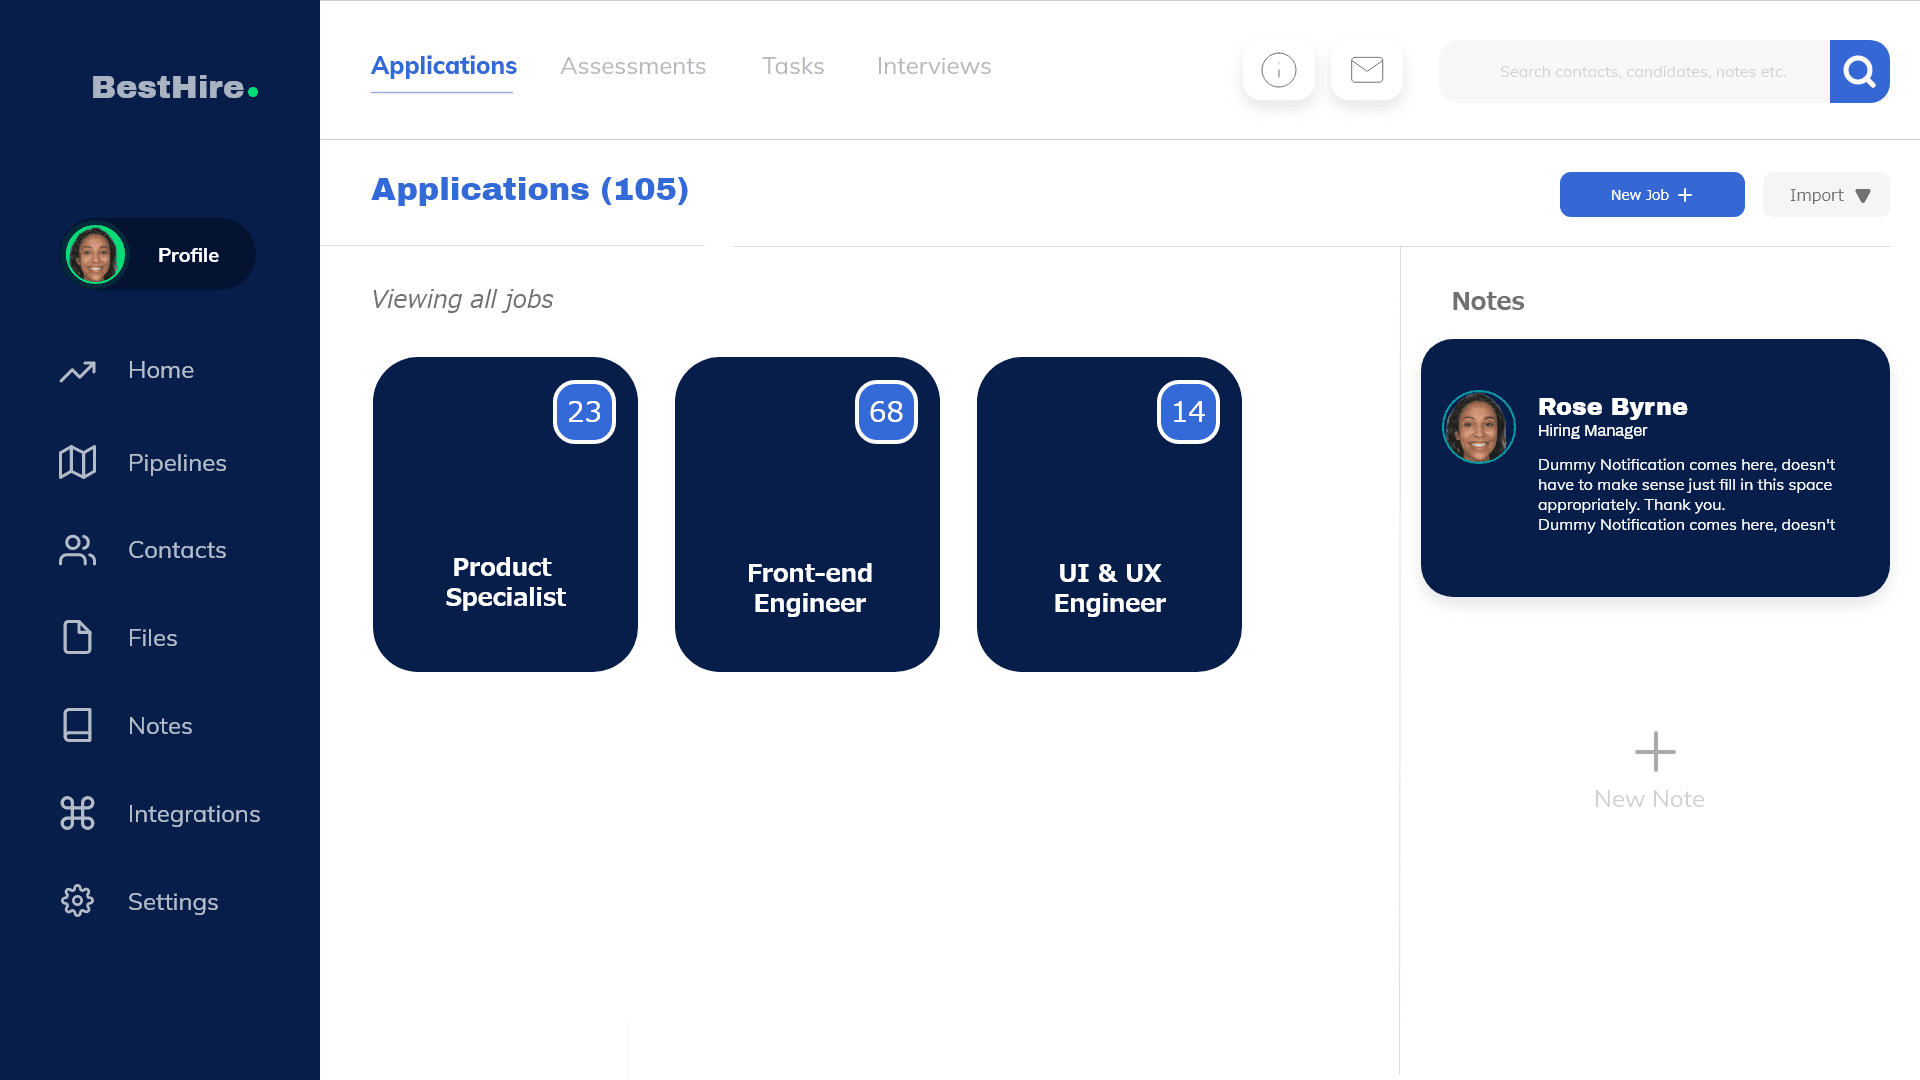 BestHire.
Profile
Home
Pipelines
Contacts
Files
Notes
Integrations
Settings
Applications
Assessments
Tasks
Interviews
Search contacts, candidates, notes etc.
Applications (105)
New Job +
Import
Viewing all jobs
23
Product
Specialist
68
Front-end
Engineer
14
UI & UX
Engineer
Notes
Rose Byrne
Hiring Manager
Dummy Notification comes here, doesn't
have to make sense just fill in this space
appropriately. Thank you.
Dummy Notification comes here, doesn't
New Note